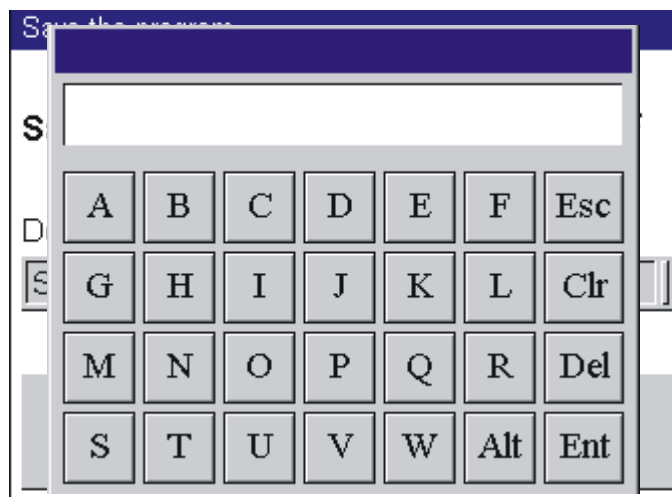 Save the program
A B C D E F Esc
G H I J K L Clr
M N O P Q R Del
S T U V W Alt Ent